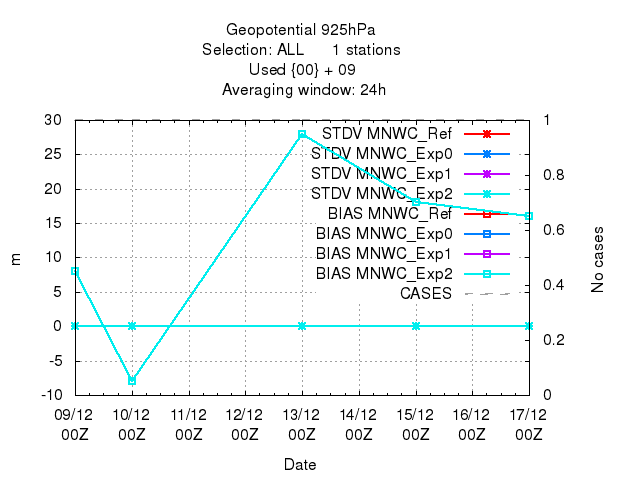 Geopotential 925hPa
Selection: ALL      1 stations
Used {00} + 09
Averaging window: 24h
30
25
20
15
10
5
0
-5
-10
m
1
0.8
0.6
0.4
0.2
0
No cases
STDV MNWC_Ref
STDV MNWC_Exp0
STDV MNWC_Exp1
STDV MNWC_Exp2
BIAS MNWC_Ref
BIAS MNWC_Exp0
BIAS MNWC_Exp1
BIAS MNWC_Exp2
CASES
09/12 10/12 11/12 12/12 13/12 14/12 15/12 16/12 17/12
00Z 00Z 00Z 00Z 00Z 00Z 00Z 00Z 00Z
Date